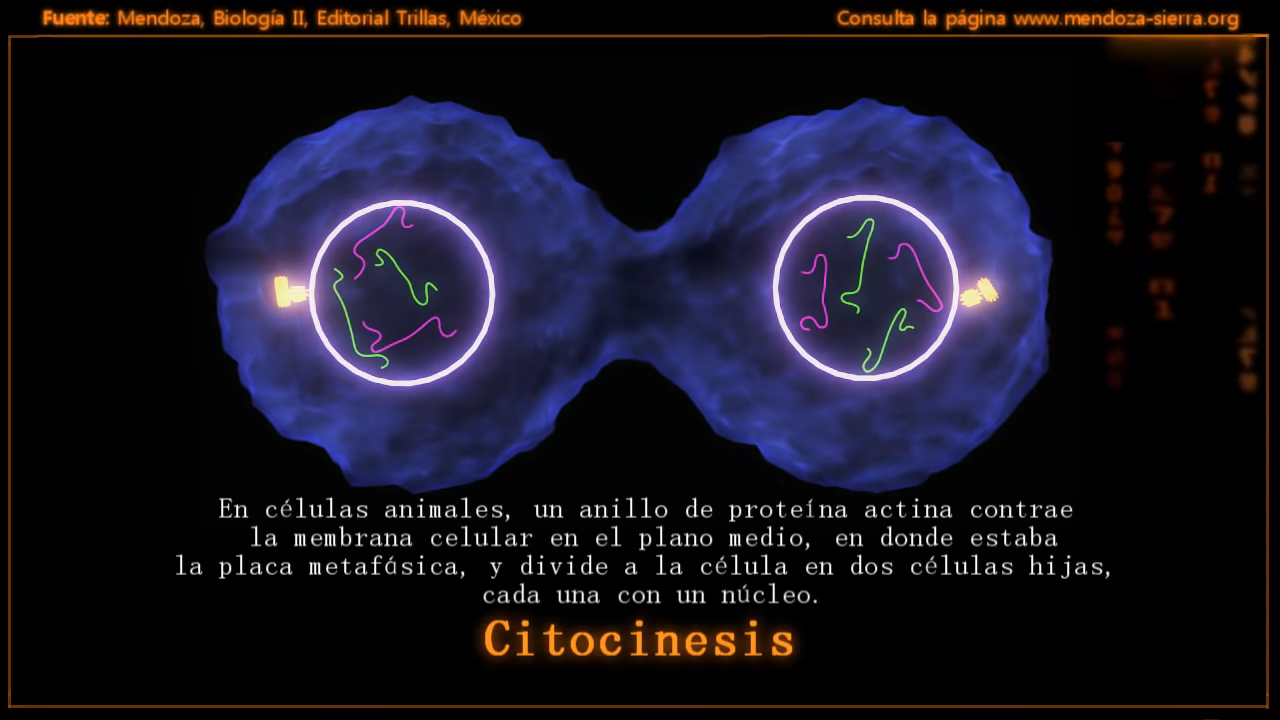 Fuente: Mendoza, Biología II, Editorial Trillas, México
Consulta la página www.mendoza-sierra.org
En células animales, un anillo de proteína actina contrae
la membrana celular en el plano medio, en donde estaba
la placa metafásica, y divide a la célula en dos células hijas,
cada una con un núcleo.
Citocinesis